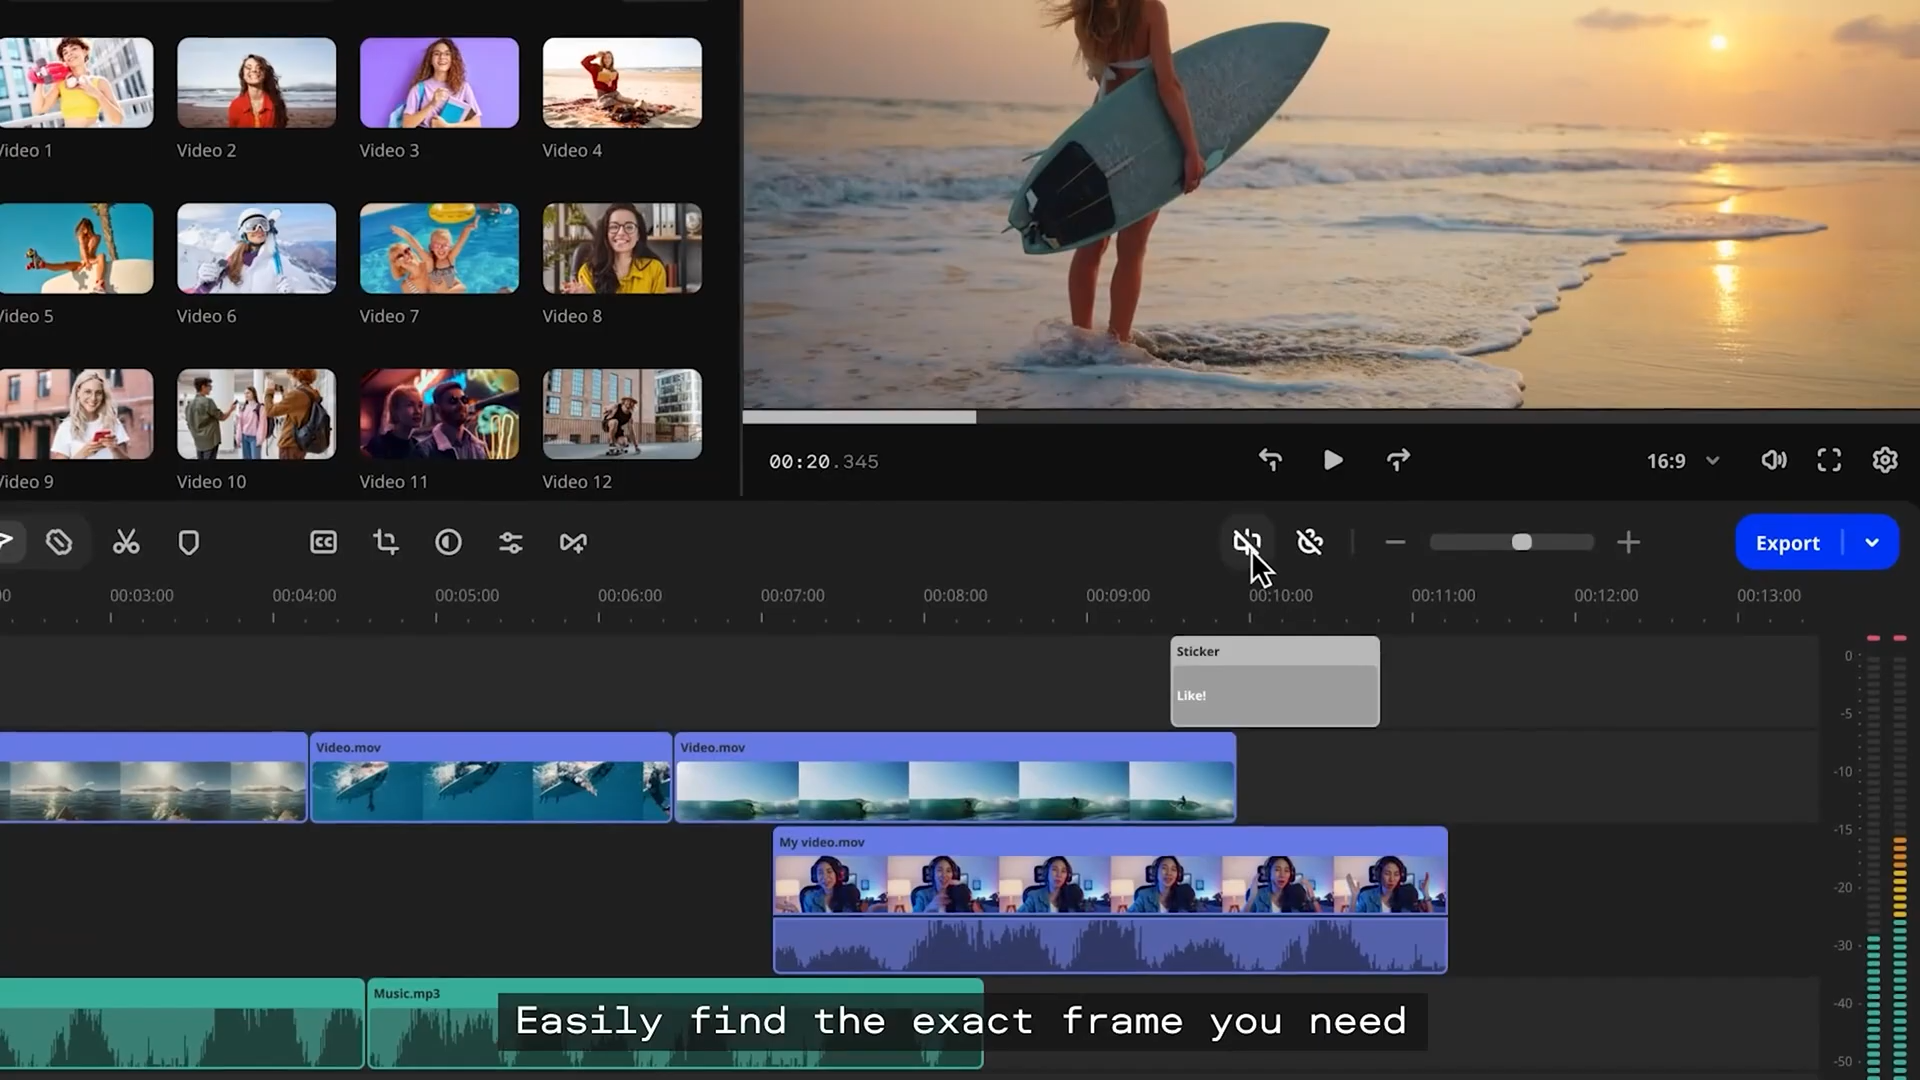 Video 1
Video 2
Video 3
Video 4
Video 5
Video 6
Video 7
Video 8
Video 9
Video 10
Video 11
Video 12
00:20.345
16:9
CC
Export
00:03:00
00:04:00
00:05:00
00:06:00
00:07:00
00:08:00
00:09:00
00:10:00
00:11:00
00:12:00
00:13:00
Sticker
Like!
Video.mov
Video.mov
My video.mov
Music.mp3
Easily find the exact frame you need
0
-5
-10
-15
-20
-30
-40
-50